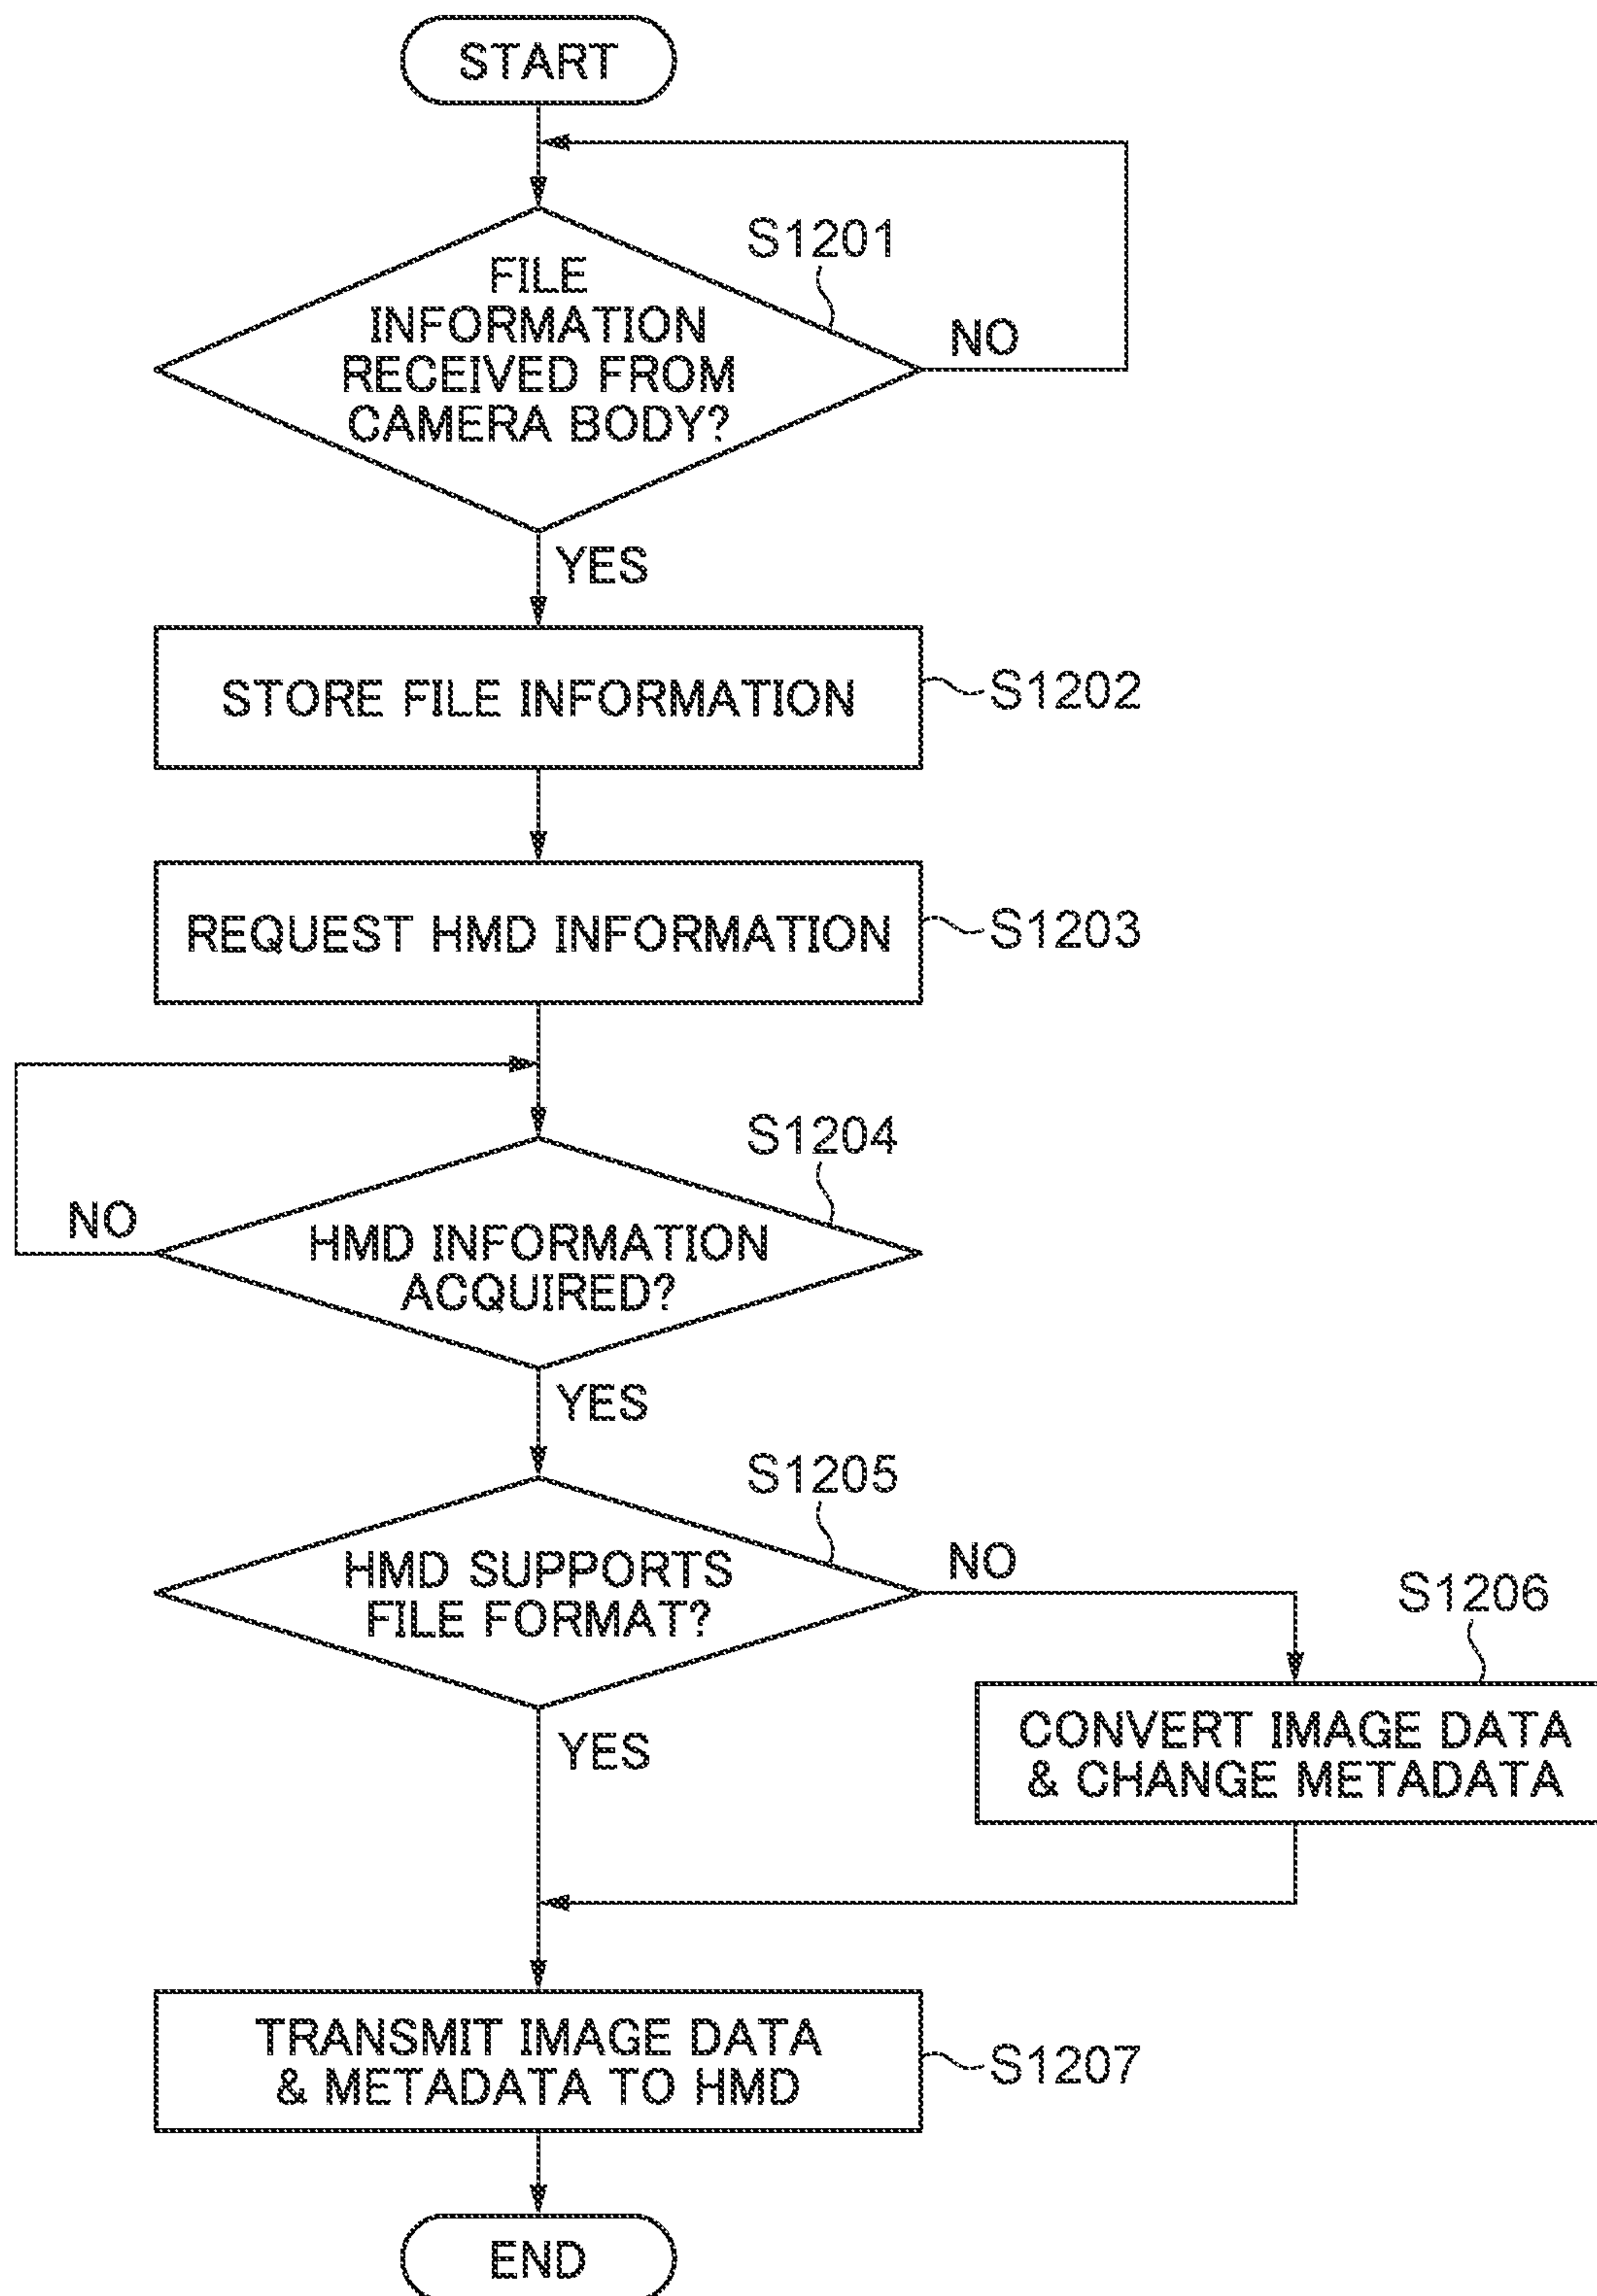 START
S1201
FILE
INFORMATION
RECEIVED FROM
CAMERA BODY?
NO
YES
STORE FILE INFORMATION
S1202
REQUEST HMD INFORMATION
S1203
S1204
NO
HMD INFORMATION
ACQUIRED?
YES
S1205
HMD SUPPORTS
FILE FORMAT?
NO
S1206
YES
CONVERT IMAGE DATA
& CHANGE METADATA
TRANSMIT IMAGE DATA
& METADATA TO HMD
S1207
END